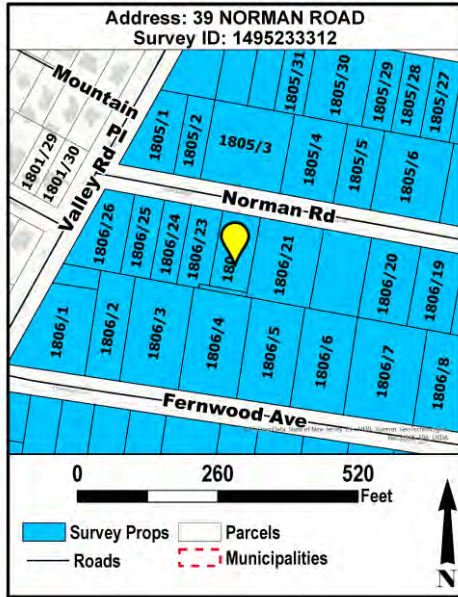 Address: 39 NORMAN ROAD
Survey ID: 1495233312
Mountain Pl
Valley Rd
1801/29
1801/30
1805/1
1805/2
1805/3
1805/31
1805/30
1805/29
1805/28
1805/27
1805/4
1805/5
1805/6
Norman Rd
1806/26
1806/25
1806/24
1806/23
1806/21
1806/20
1806/19
1806/1
1806/2
1806/3
1806/4
1806/5
1806/6
1806/7
1806/8
Fernwood Ave
0 260 520
Feet
Survey Props Parcels
Roads Municipalities
N